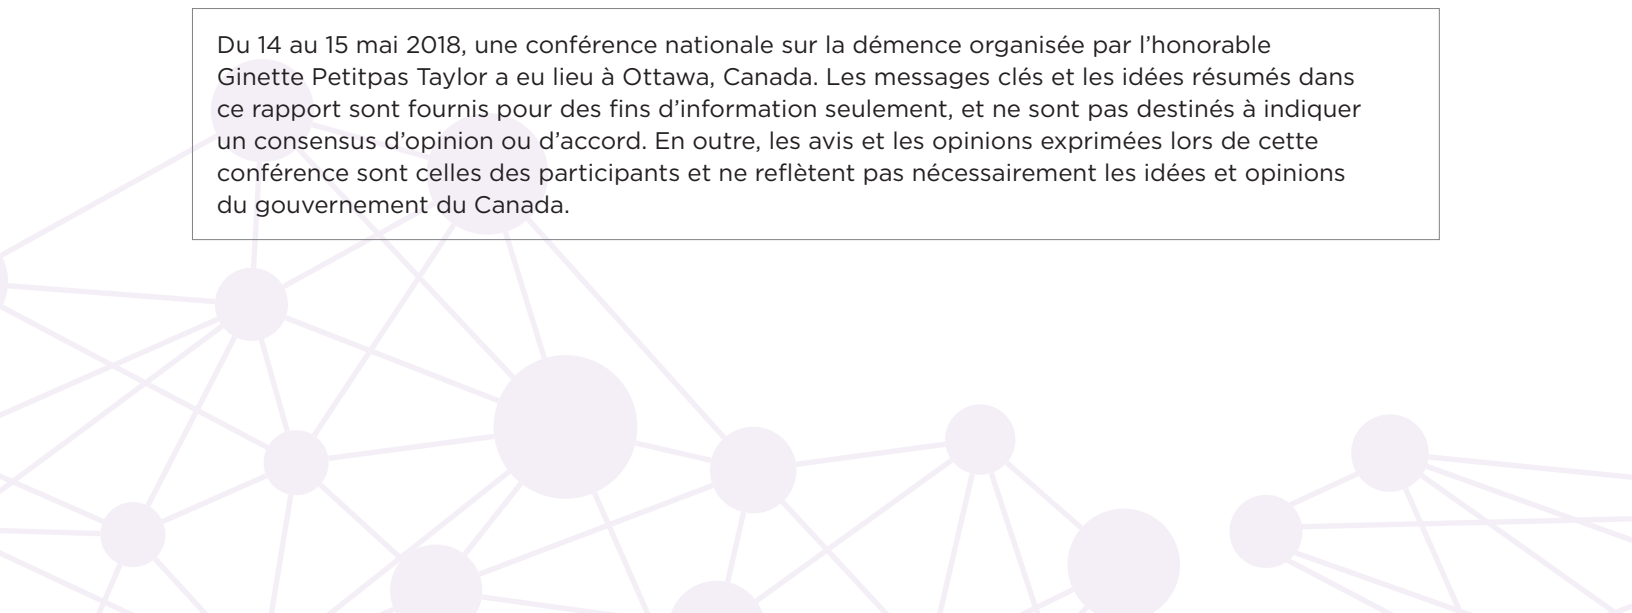 Du 14 au 15 mai 2018, une conférence nationale sur la démence organisée par l’honorable
Ginette Petitpas Taylor a eu lieu à Ottawa, Canada. Les messages clés et les idées résumés dans
ce rapport sont fournis pour des fins d’information seulement, et ne sont pas destinés à indiquer
un consensus d’opinion ou d’accord. En outre, les avis et les opinions exprimées lors de cette
conférence sont celles des participants et ne reflètent pas nécessairement les idées et opinions
du gouvernement du Canada.